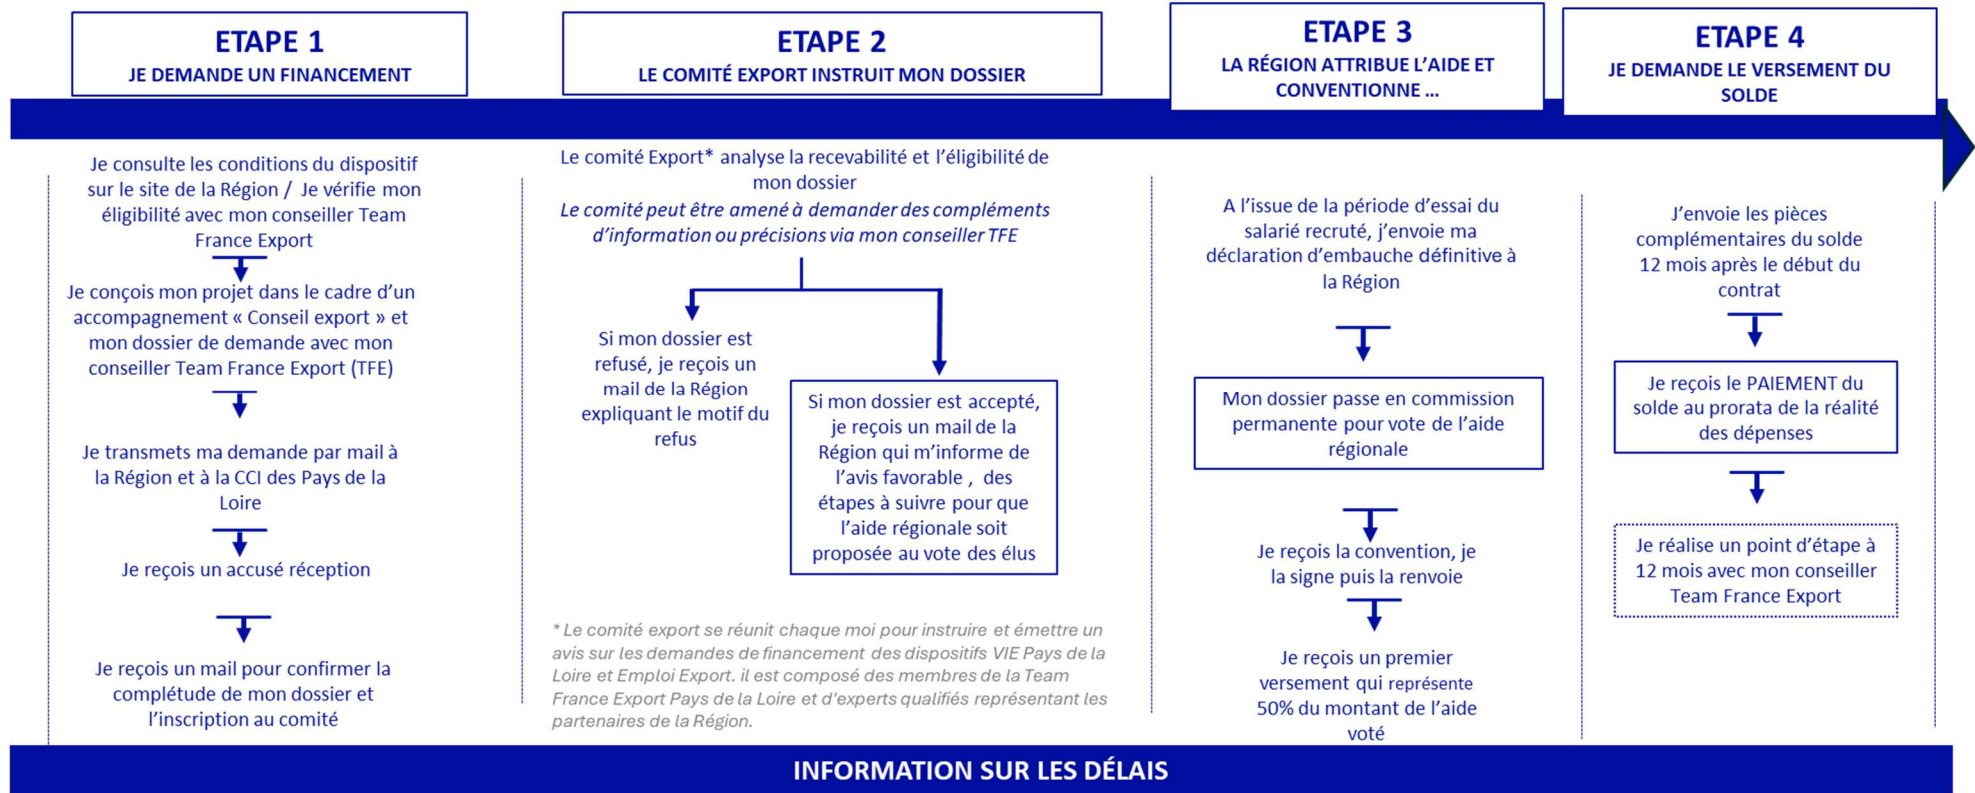 ETAPE 1
JE DEMANDE UN FINANCEMENT
Je consulte les conditions du dispositif
sur le site de la Région / Je vérifie mon
éligibilité avec mon conseiller Team
France Export
Je conçois mon projet dans le cadre d'un
accompagnement « Conseil export » et
mon dossier de demande avec mon
conseiller Team France Export (TFE)
Je transmets ma demande par mail à
la Région et à la CCI des Pays de la
Loire
Je reçois un accusé réception
Je reçois un mail pour confirmer la
complétude de mon dossier et
l'inscription au comité
ETAPE 2
LE COMITÉ EXPORT INSTRUIT MON DOSSIER
Le comité Export* analyse la recevabilité et l'éligibilité de
mon dossier
Le comité peut être amené à demander des compléments
d'information ou précisions via mon conseiller TFE
Si mon dossier est
refusé, je reçois un
mail de la Région
expliquant le motif du
refus
Si mon dossier est accepté,
je reçois un mail de la
Région qui m'informe de
l'avis favorable , des
étapes à suivre pour que
l'aide régionale soit
proposée au vote des élus
* Le comité export se réunit chaque moi pour instruire et émettre un
avis sur les demandes de financement des dispositifs VIE Pays de la
Loire et Emploi Export. il est composé des membres de la Team
France Export Pays de la Loire et d'experts qualifiés représentant les
partenaires de la Région.
ETAPE 3
LA RÉGION ATTRIBUE L'AIDE ET
CONVENTIONNE ...
A l'issue de la période d'essai du
salarié recruté, j'envoie ma
déclaration d'embauche définitive à
la Région
Mon dossier passe en commission
permanente pour vote de l'aide
régionale
Je reçois la convention, je
la signe puis la renvoie
Je reçois un premier
versement qui représente
50% du montant de l'aide
voté
ETAPE 4
JE DEMANDE LE VERSEMENT DU
SOLDE
J'envoie les pièces
complémentaires du solde
12 mois après le début du
contrat
Je reçois le PAIEMENT du
solde au prorata de la réalité
des dépenses
Je réalise un point d'étape à
12 mois avec mon conseiller
Team France Export
INFORMATION SUR LES DÉLAIS